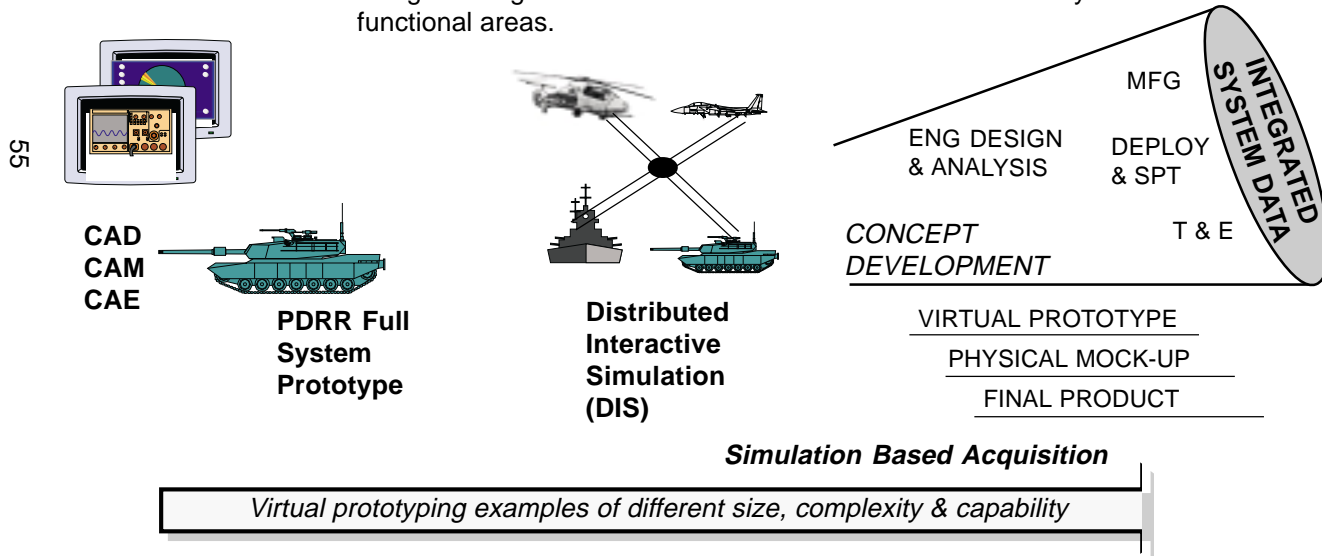 functional areas.
55
CAD
CAM
CAE
PDRR Full
System
Prototype
Distributed
Interactive
Simulation
(DIS)
MFG
ENG DESIGN
& ANALYSIS
DEPLOY
& SPT
T & E
CONCEPT
DEVELOPMENT
INTEGRATED
SYSTEM DATA
VIRTUAL PROTOTYPE
PHYSICAL MOCK-UP
FINAL PRODUCT
Simulation Based Acquisition
Virtual prototyping examples of different size, complexity & capability